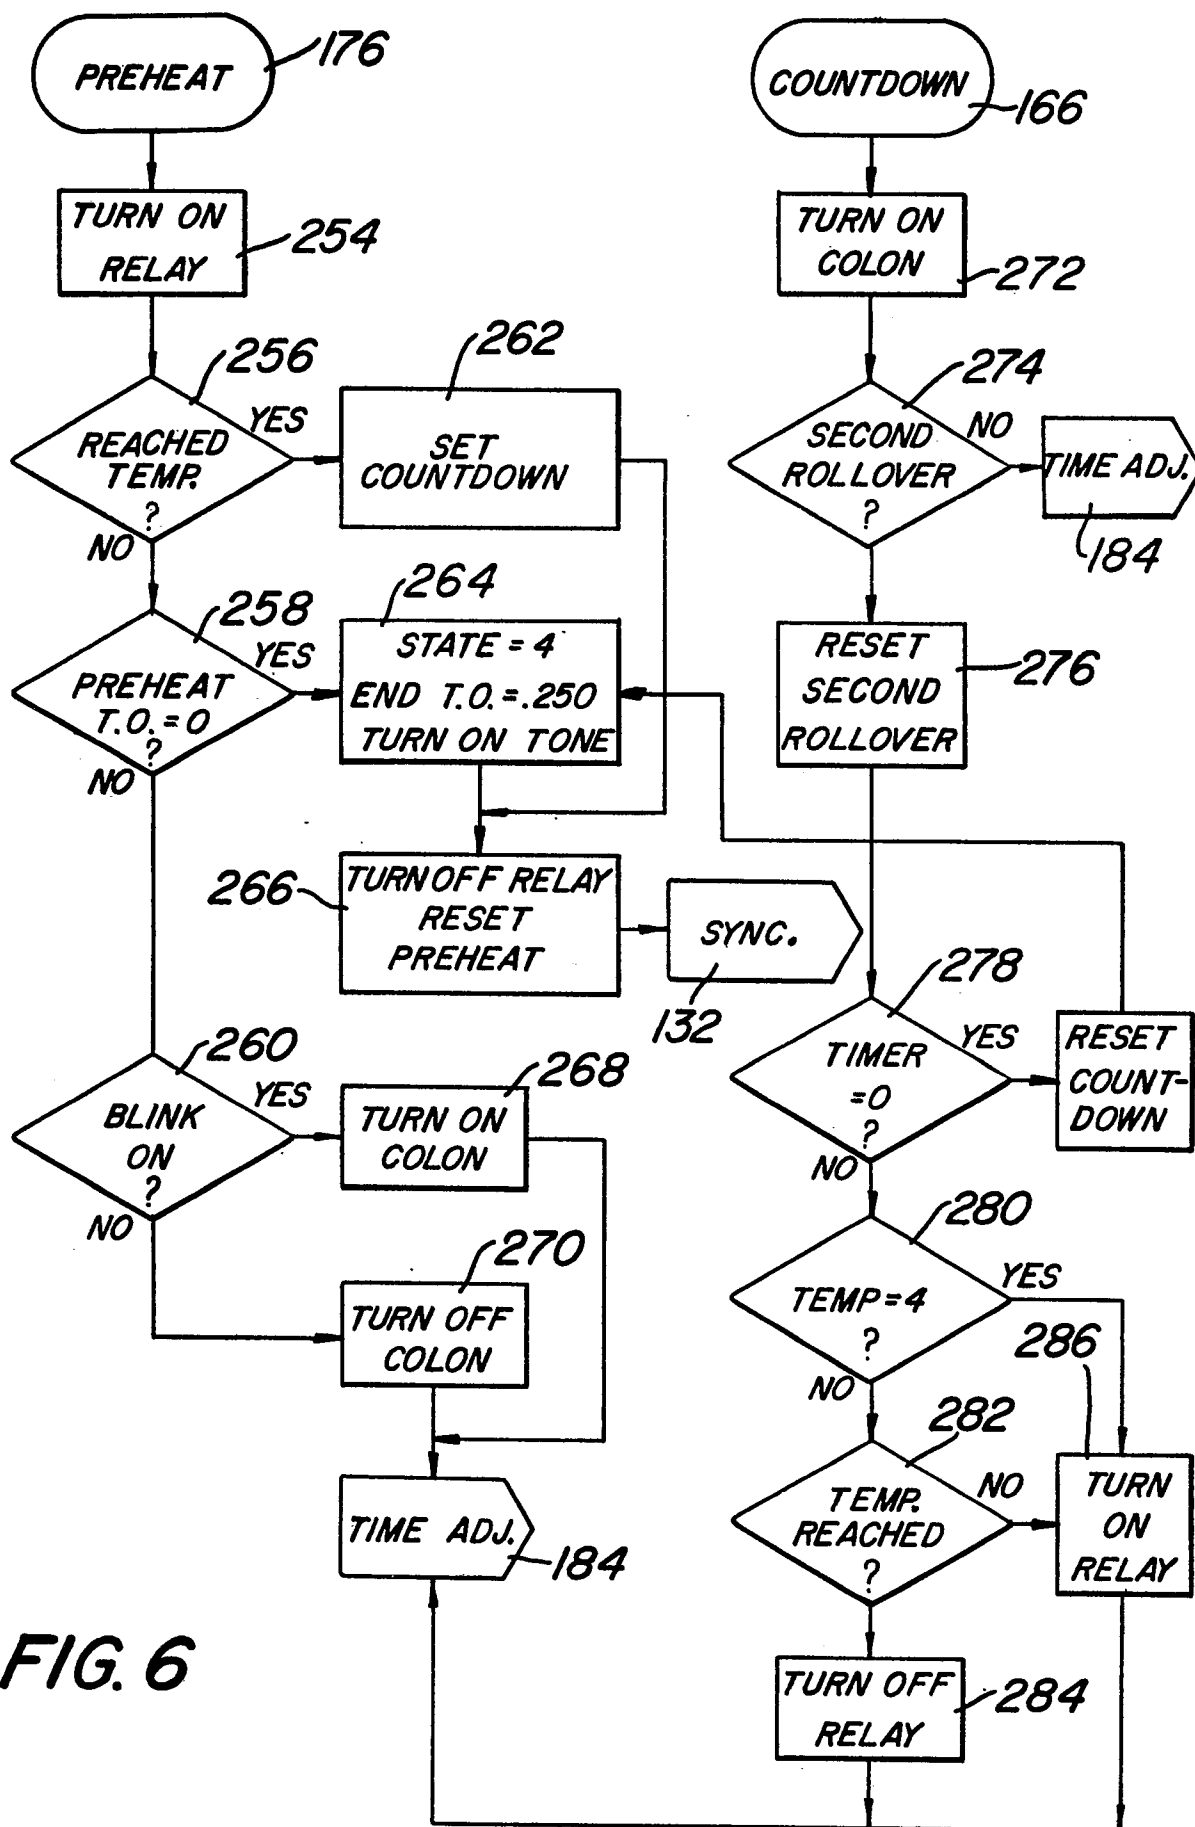 PREHEAT
176
TURN ON
RELAY
254
256
REACHED
TEMP.
?
YES
NO
262
SET
COUNTDOWN
258
PREHEAT
T.O.=0
?
YES
NO
264
STATE = 4
END T.O.=.250
TURN ON TONE
266
TURN OFF RELAY
RESET
PREHEAT
SYNC.
132
260
BLINK
ON
?
YES
NO
268
TURN ON
COLON
270
TURN OFF
COLON
TIME ADJ.
184
COUNTDOWN
166
TURN ON
COLON
272
274
SECOND
ROLLOVER
?
NO
TIME ADJ.
184
RESET
SECOND
ROLLOVER
276
278
TIMER
=0
?
YES
NO
RESET
COUNT-
DOWN
280
TEMP=4
?
YES
NO
286
282
TEMP.
REACHED
?
NO
TURN
ON
RELAY
TURN OFF
RELAY
284
FIG. 6